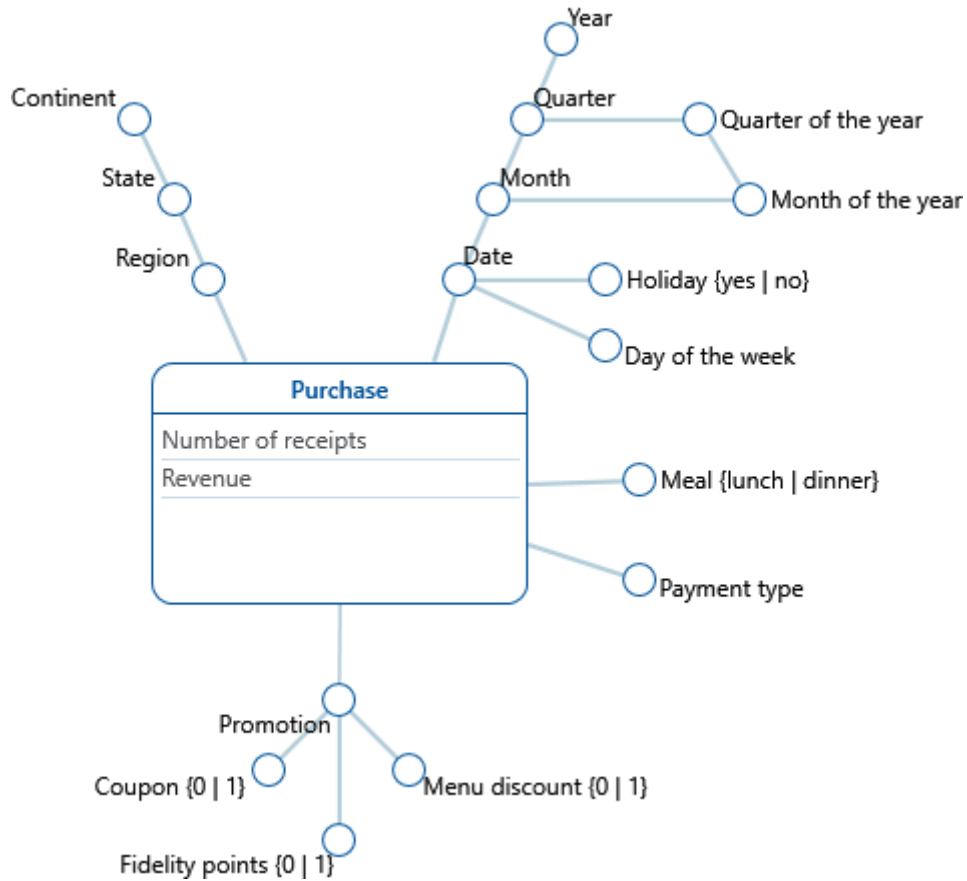 Year
Continent
Quarter
Quarter of the year
State
Month
Month of the year
Region
Date
Holiday {yes | no}
Day of the week
Purchase
Number of receipts
Revenue
Meal {lunch | dinner}
Payment type
Promotion
Coupon {0 | 1}
Menu discount {0 | 1}
Fidelity points {0 | 1}